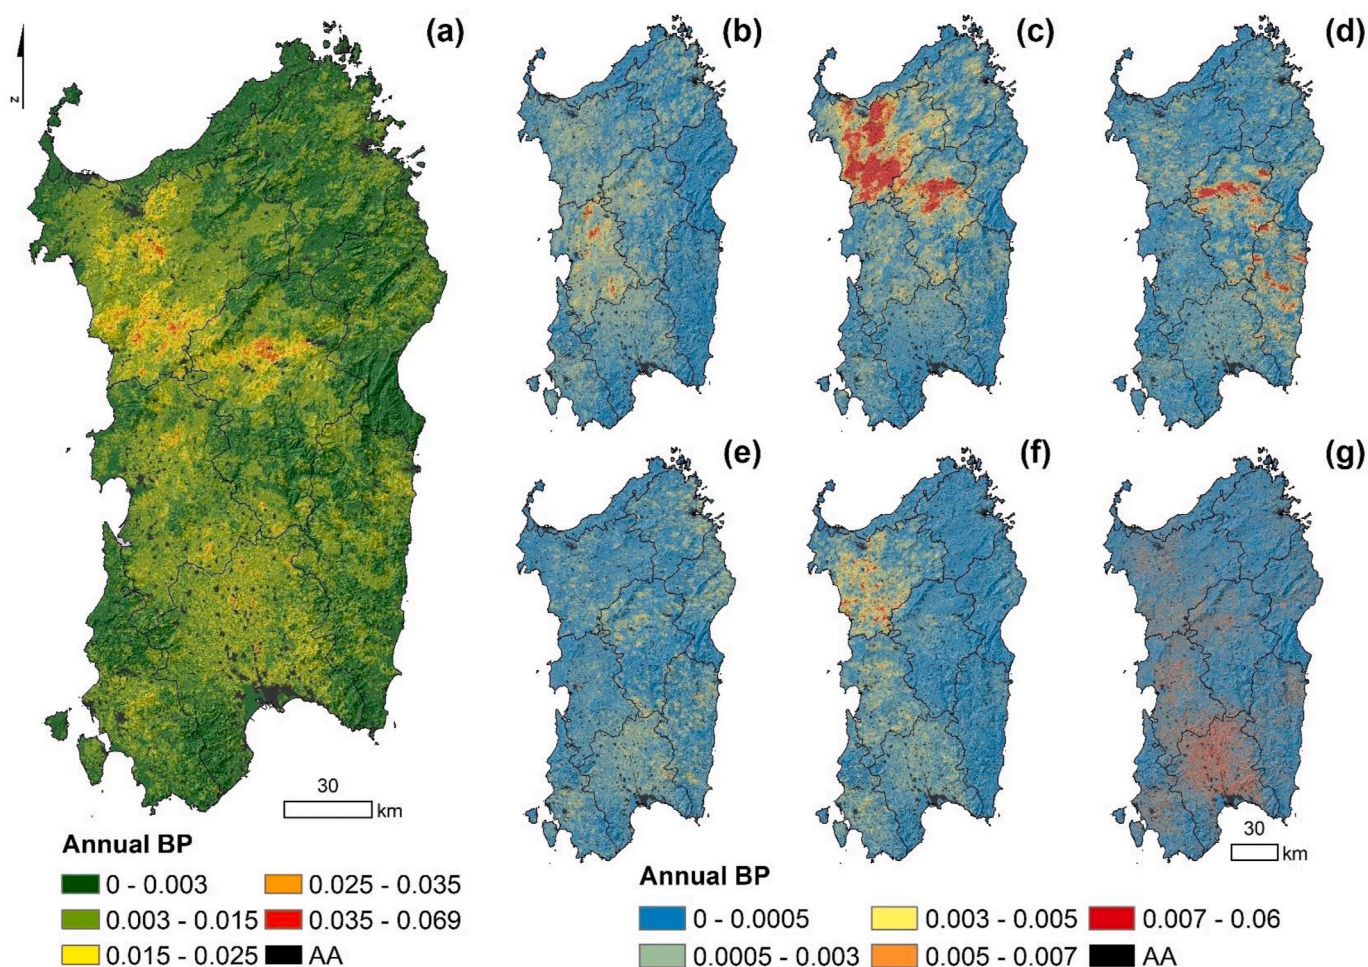 (a)
(b)
(c)
(d)
z
(e)
(f)
(g)
30
km
30
km
Annual BP
0 - 0.003
0.025 - 0.035
0.003 - 0.015
0.035 - 0.069
0.015 - 0.025
AA
Annual BP
0 - 0.0005
0.003 - 0.005
0.007 - 0.06
0.0005 - 0.003
0.005 - 0.007
AA